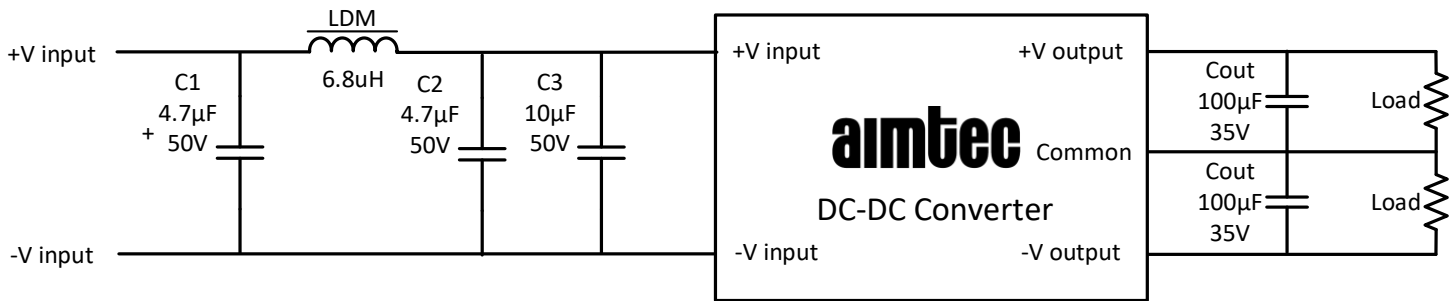 LDM
+V input
6.8uH
C1
4.7µF
+ 50V
C2
4.7µF
50V
C3
10µF
50V
-V input
+V input
+V output
aimtec
Common
DC-DC Converter
-V input
-V output
Cout
100µF
35V
Load
Cout
100µF
35V
Load